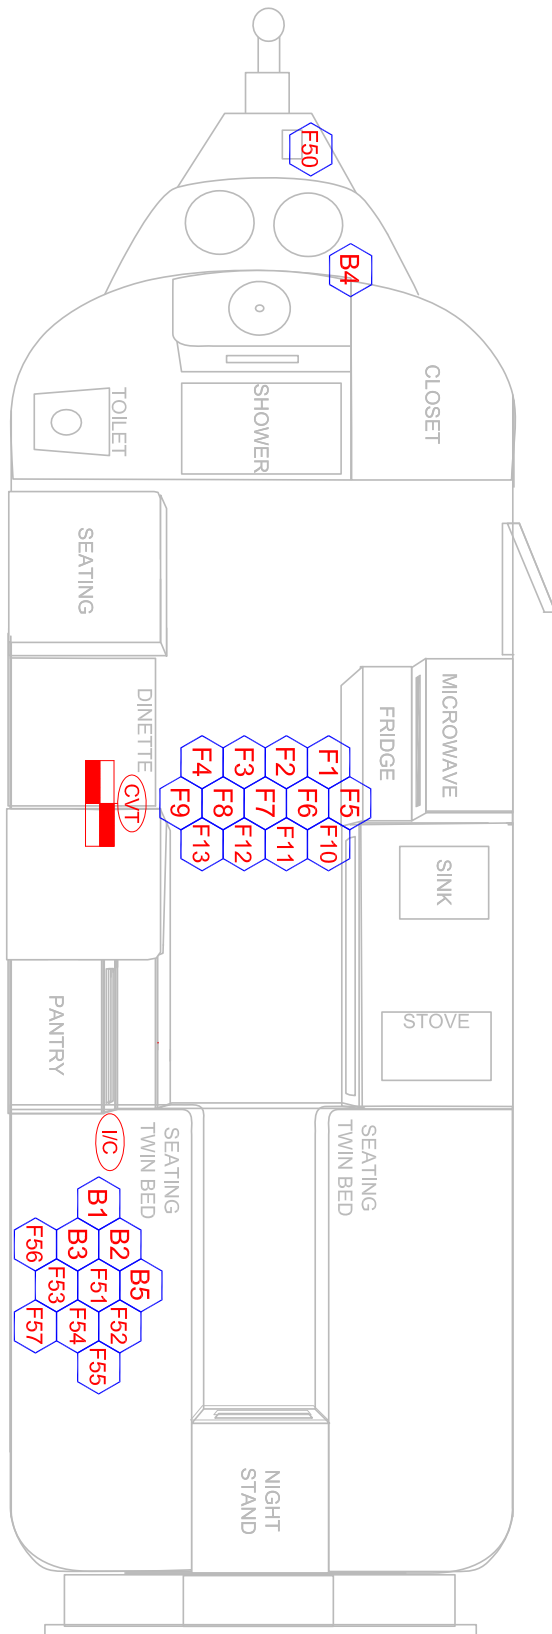 F50
B4
CLOSET
SHOWER
TOILET
SEATING
DINETTE
MICROWAVE
FRIDGE
F1
F2
F3
F4
F5
F6
F7
F8
F9
F10
F11
F12
F13
CVT
SINK
STOVE
PANTRY
I/C
SEATING
TWIN BED
SEATING
TWIN BED
B1
B2
B3
F56
B5
F51
F53
F52
F54
F57
F55
NIGHT
STAND